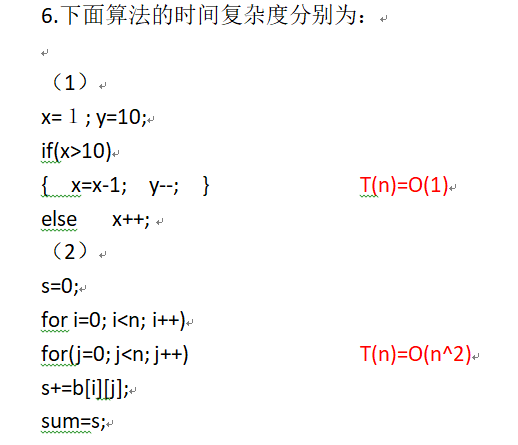 6.下面算法的时间复杂度分别为：
（1）
x=１; y=10;
if(x>10)
{ x=x-1; y--; } T(n)=O(1)
else x++;
（2）
s=0;
for i=0; i<n; i++)
for(j=0; j<n; j++) T(n)=O(n^2)
s+=b[i][j];
sum=s;